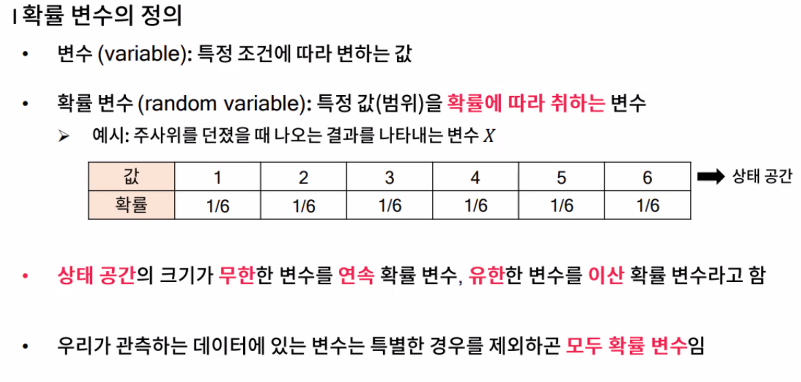 확률 변수의 정의
• 변수 (variable): 특정 조건에 따라 변하는 값
• 확률 변수 (random variable): 특정 값(범위)을 확률에 따라 취하는 변수
➢ 예시: 주사위를 던졌을 때 나오는 결과를 나타내는 변수 X
값 1 2 3 4 5 6 상태 공간
확률 1/6 1/6 1/6 1/6 1/6 1/6
• 상태 공간의 크기가 무한한 변수를 연속 확률 변수, 유한한 변수를 이산 확률 변수라고 함
• 우리가 관측하는 데이터에 있는 변수는 특별한 경우를 제외하곤 모두 확률 변수임